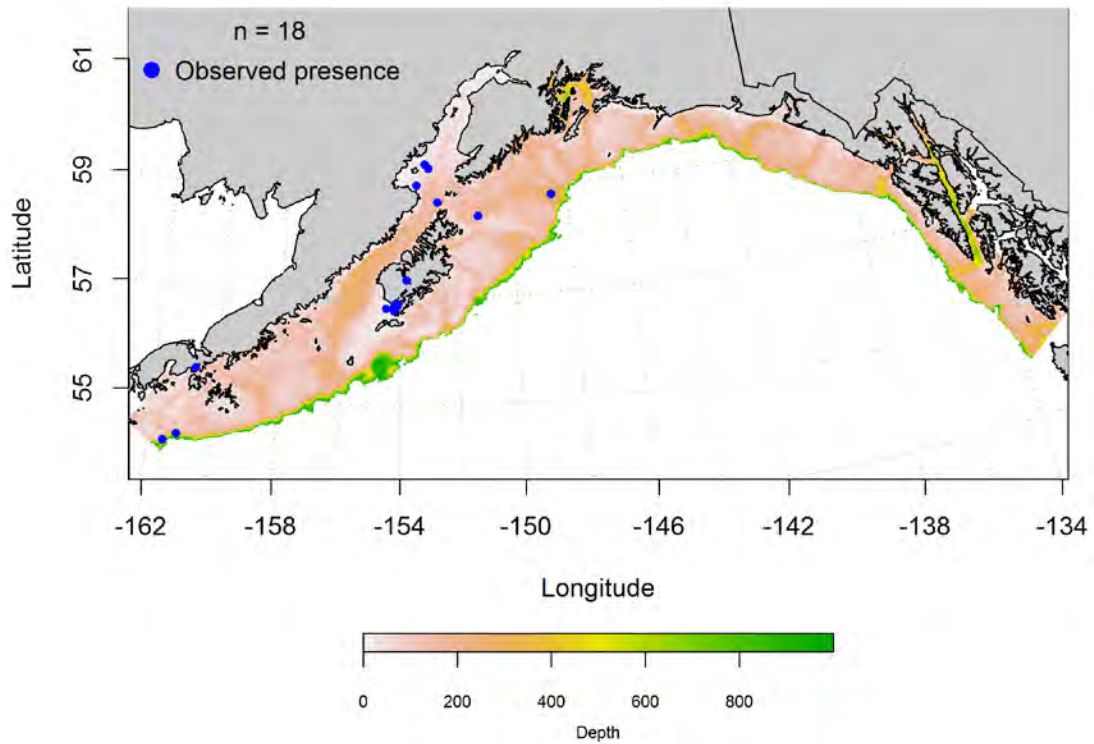 n = 18
Observed presence
61
59
57
55
Latitude
-162 -158 -154 -150 -146 -142 -138 -134
Longitude
0 200 400 600 800
Depth